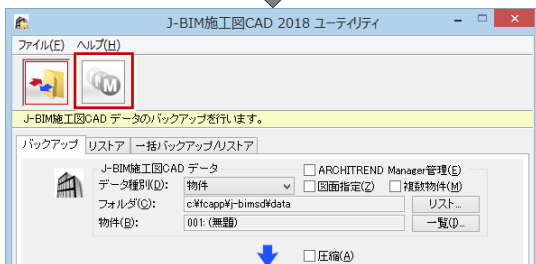 J-BIM施工図CAD 2018 ユーティリティ
ファイル(F) ヘルプ(H)
M
J-BIM施工図CAD データのバックアップを行います。
バックアップ リストア 一括バックアップ/リストア
J-BIM施工図CAD データ ARCHITREND Manager管理(E)
データ種別(D): 物件 図面指定(Z) 複数物件(M)
フォルダ(C): c:¥fcapp¥j-bimsd¥data リスト...
物件(B): 001: (無題) 一覧(I)...
圧縮(A)